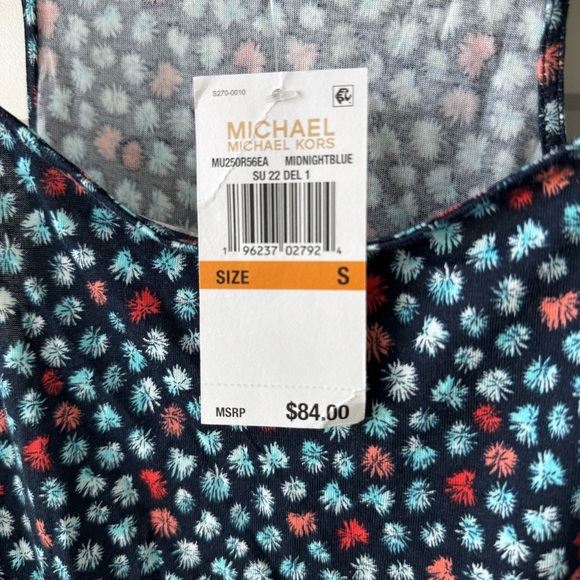 S270-0010
MICHAEL
MICHAEL KORS
MU250R56EA MIDNIGHTBLUE
SU 22 DEL 1
1 96237 02792 4
SIZE S
MSRP $84.00